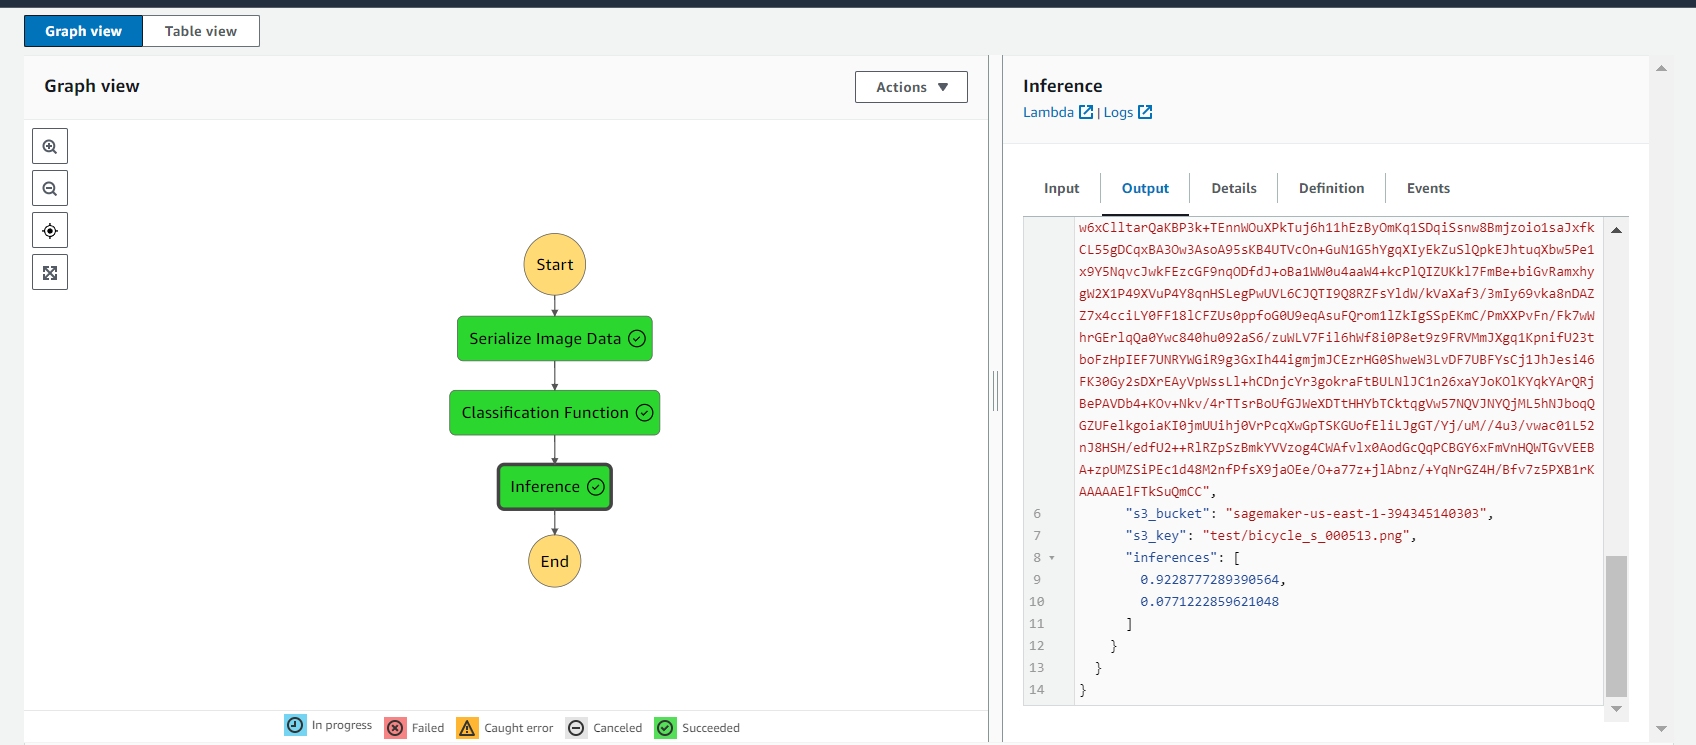 Graph view
Table view
Graph view
Actions
Start
Serialize Image Data
Classification Function
Inference
End
In progress
Failed
Caught error
Canceled
Succeeded
Inference
Lambda | Logs
Input
Output
Details
Definition
Events
w6xClltarQaKBP3k+TEnnWOuXPkTuj6h11hEzByOmKq1SDqiSsnw8Bmjzoio1saJxfk
CL55gDCqxBA3Ow3AsoA95sKB4UTVcOn+GuN1G5hYgqXIyEkZuSlQpkEJhtuqXbw5Pe1
x9Y5NqvcJwkFEzcGF9nqODfdJ+oBa1WW0u4aaW4+kcPlQIZUKkl7FmBe+biGvRamxhy
gW2X1P49XVuP4Y8qnHSLegPwUVL6CJQTI9Q8RZFsYldW/kVaXaf3/3mIy69vka8nDAZ
Z7x4cciLY0FF18lCFZUs0ppfoG0U9eqAsuFQrom1lZkIgSSpEKmC/PmXXPvFn/Fk7wW
hrGErlqQa0Ywc840hu092aS6/zuWLV7Fil6hWf8i0P8et9z9FRVMmJXgq1KpnifU23t
boFzHpIEF7UNRYWGiR9g3GxIh44igmjmJCEzrHG0ShweW3LvDF7UBFYsCj1JhJesi46
FK30Gy2sDXrEAyVpWssLl+hCDnjcYr3gokraFtBULNlJC1n26xaYJoKOlKYqkYArQRj
BePAVDb4+KOv+Nkv/4rTTsrBoUfGJWeXDTtHHYbTCktqgVw57NQVJNYQjML5hNJboqQ
GZUFelkgoiaKI0jmUUihj0VrPcqXwGpTSKGUofEliLJgGT/Yj/uM//4u3/vwac01L52
nJ8HSH/edfU2++RlRZpSzBmkYVVzog4CWAfvlx0AodGcQqPCBGY6xFmVnHQWTGvVEEB
A+zpUMZSiPEc1d48M2nfPfsX9jaOEe/O+a77z+jlAbnz/+YqNrGZ4H/Bfv7z5PXB1rK
AAAAAElFTkSuQmCC",
6 "s3_bucket": "sagemaker-us-east-1-394345140303",
7 "s3_key": "test/bicycle_s_000513.png",
8 "inferences": [
9 0.9228777289390564,
10 0.0771222859621048
11 ]
12 }
13 }
14 }